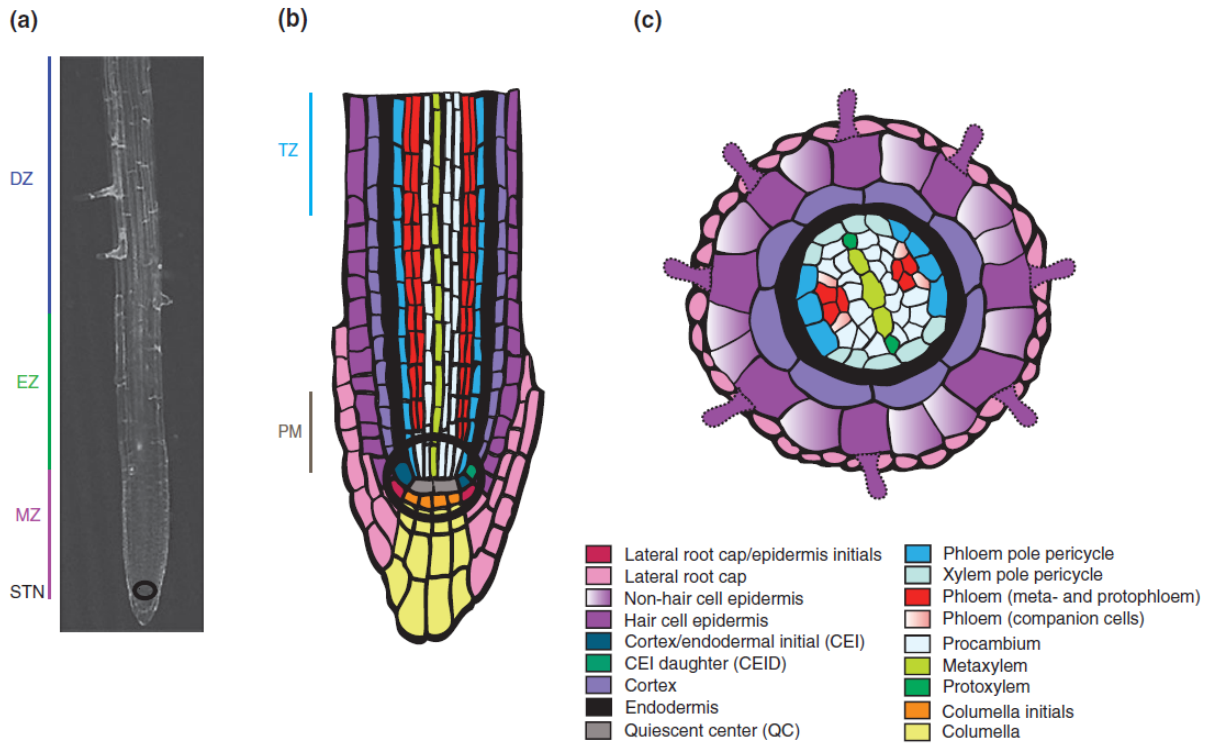 (a)
(b)
(c)
DZ
EZ
MZ
STN
TZ
PM
Lateral root cap/epidermis initials
Lateral root cap
Non-hair cell epidermis
Hair cell epidermis
Cortex/endodermal initial (CEI)
CEI daughter (CEID)
Cortex
Endodermis
Quiescent center (QC)
Phloem pole pericycle
Xylem pole pericycle
Phloem (meta- and protophloem)
Phloem (companion cells)
Procambium
Metaxylem
Protoxylem
Columella initials
Columella